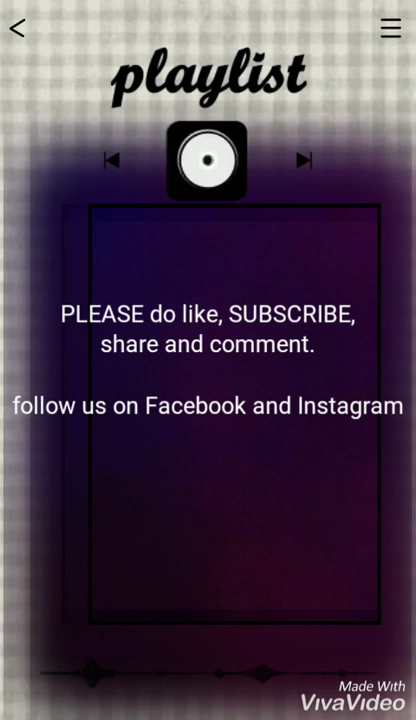 playlist
PLEASE do like, SUBSCRIBE,
share and comment.
follow us on Facebook and Instagram
Made With
VivaVideo